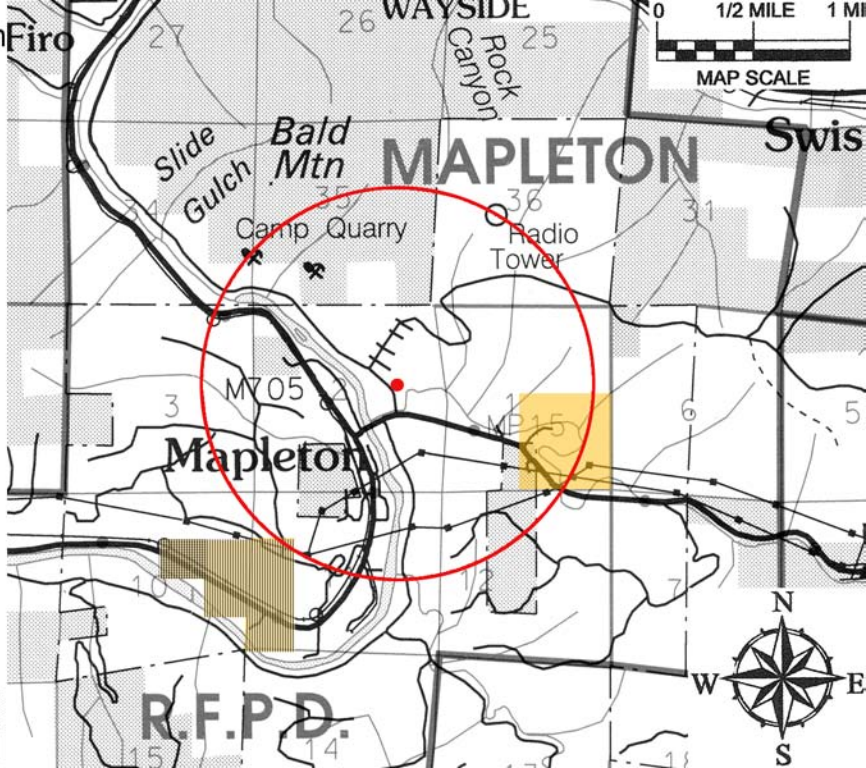 WAYSIDE
0 1/2 MILE 1 MI
MAP SCALE
Firo
27
26
25
Rock
Canyon
Slide
Gulch
Bald
Mtn
MAPLETON
Swis
34
35
36
31
Camp Quarry
Radio
Tower
M705
3
2
1
6
5
MP15
Mapleton
10
12
7
N
W E
S
R.F.P.D.
15
14